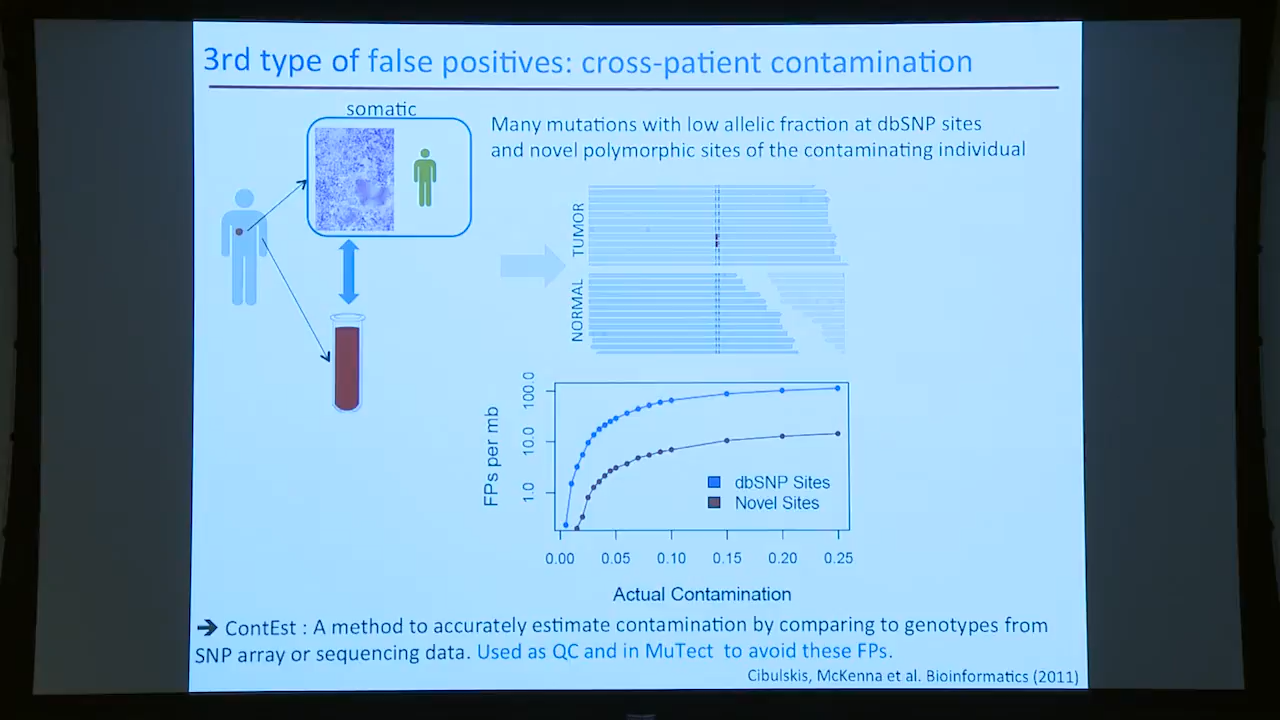 3rd type of false positives: cross-patient contamination
somatic
Many mutations with low allelic fraction at dbSNP sites
and novel polymorphic sites of the contaminating individual
TUMOR
NORMAL
FPs per mb
100.0
10.0
1.0
dbSNP Sites
Novel Sites
0.00 0.05 0.10 0.15 0.20 0.25
Actual Contamination
➔ ContEst : A method to accurately estimate contamination by comparing to genotypes from
SNP array or sequencing data. Used as QC and in MuTect to avoid these FPs.
Cibulskis, McKenna et al. Bioinformatics (2011)